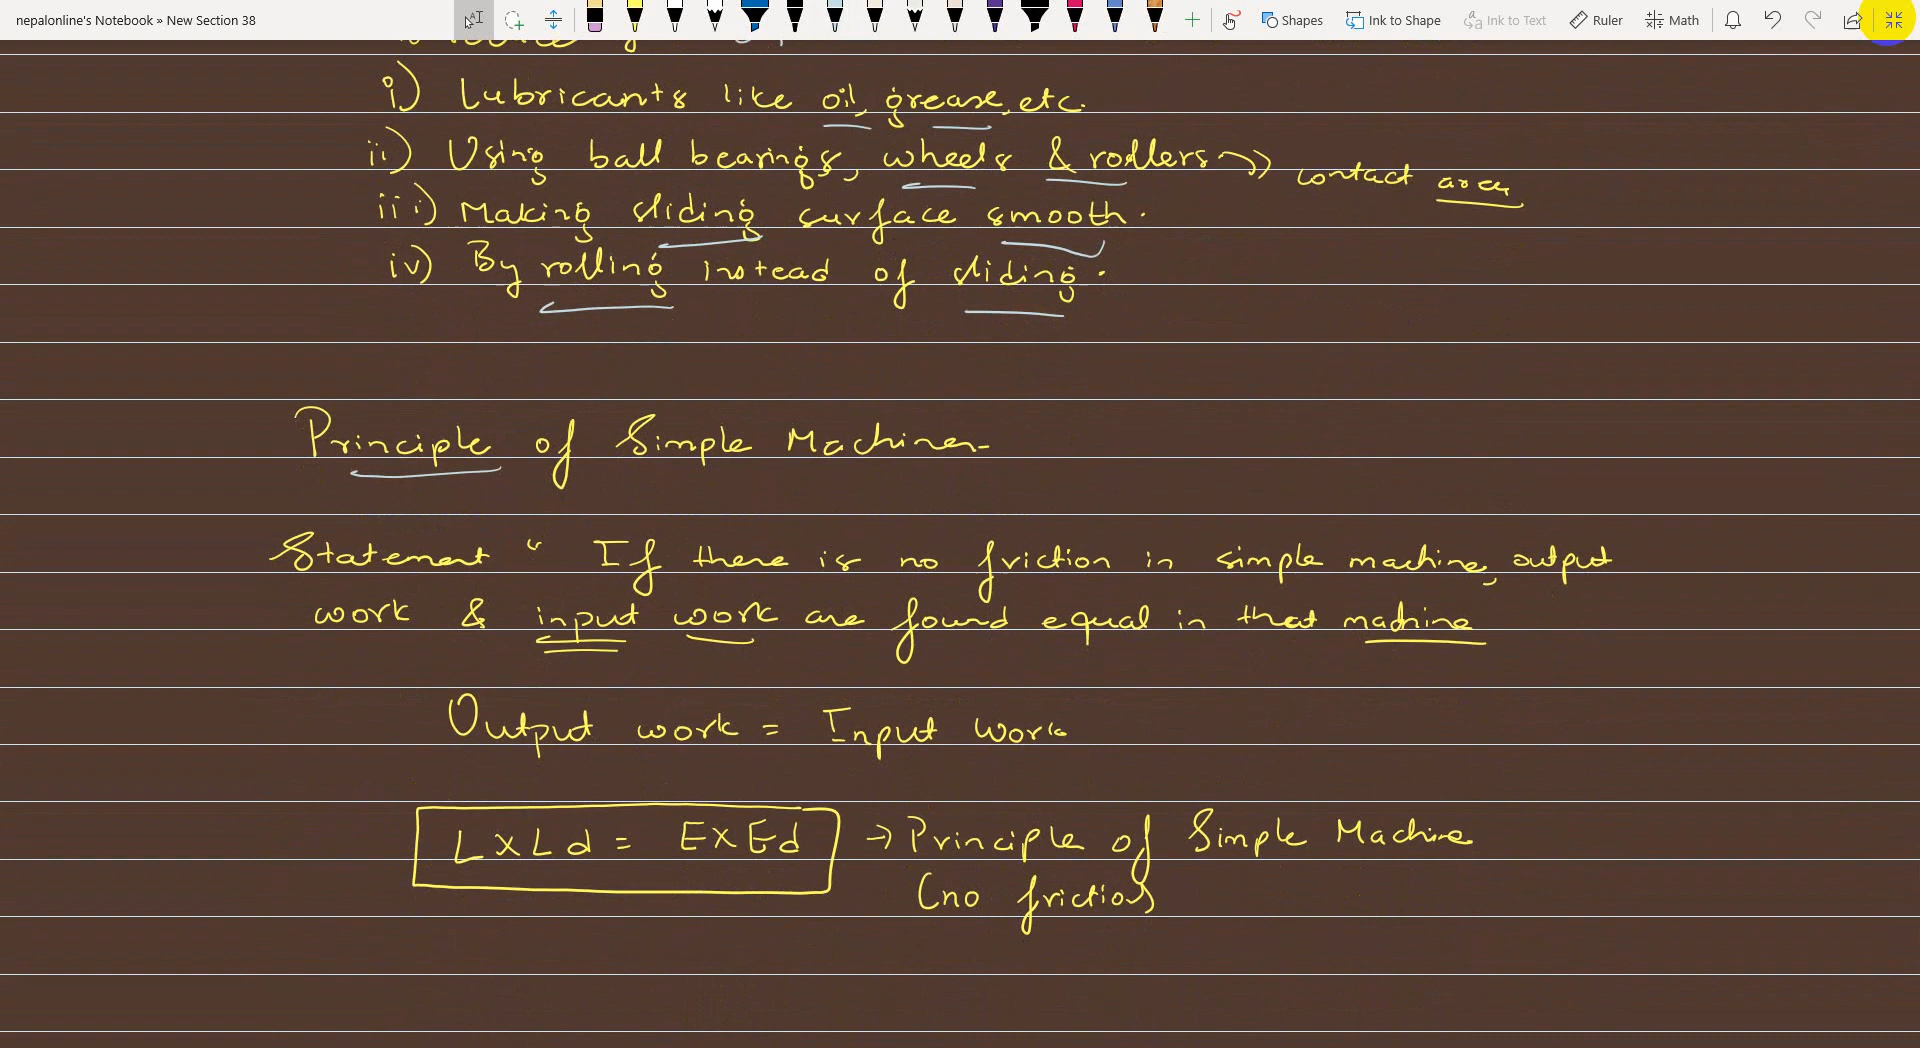 nepalonline's Notebook » New Section 38
Shapes Ink to Shape Ink to Text Ruler Math
i) Lubricants like oil, grease, etc.
ii) Using ball bearings, wheels & rollers → contact area
iii) Making sliding surface smooth.
iv) By rolling instead of sliding.
Principle of Simple Machine-
Statement " If there is no friction in simple machine, output
work & input work are found equal in that machine
Output work = Input work
L x Ld = E x Ed → Principle of Simple Machine
(no friction)